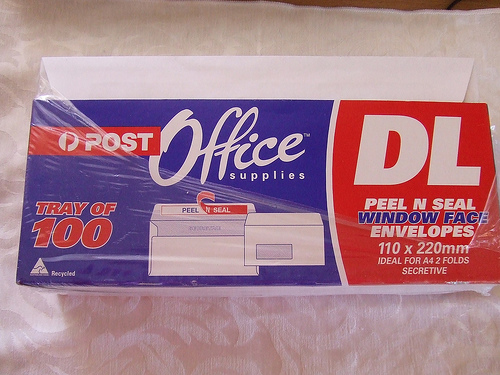 POST Office™
supplies
TRAY OF
100
PEEL N SEAL
Recycled
DL
PEEL N SEAL
WINDOW FACE
ENVELOPES
110 x 220mm
IDEAL FOR A4 2 FOLDS
SECRETIVE